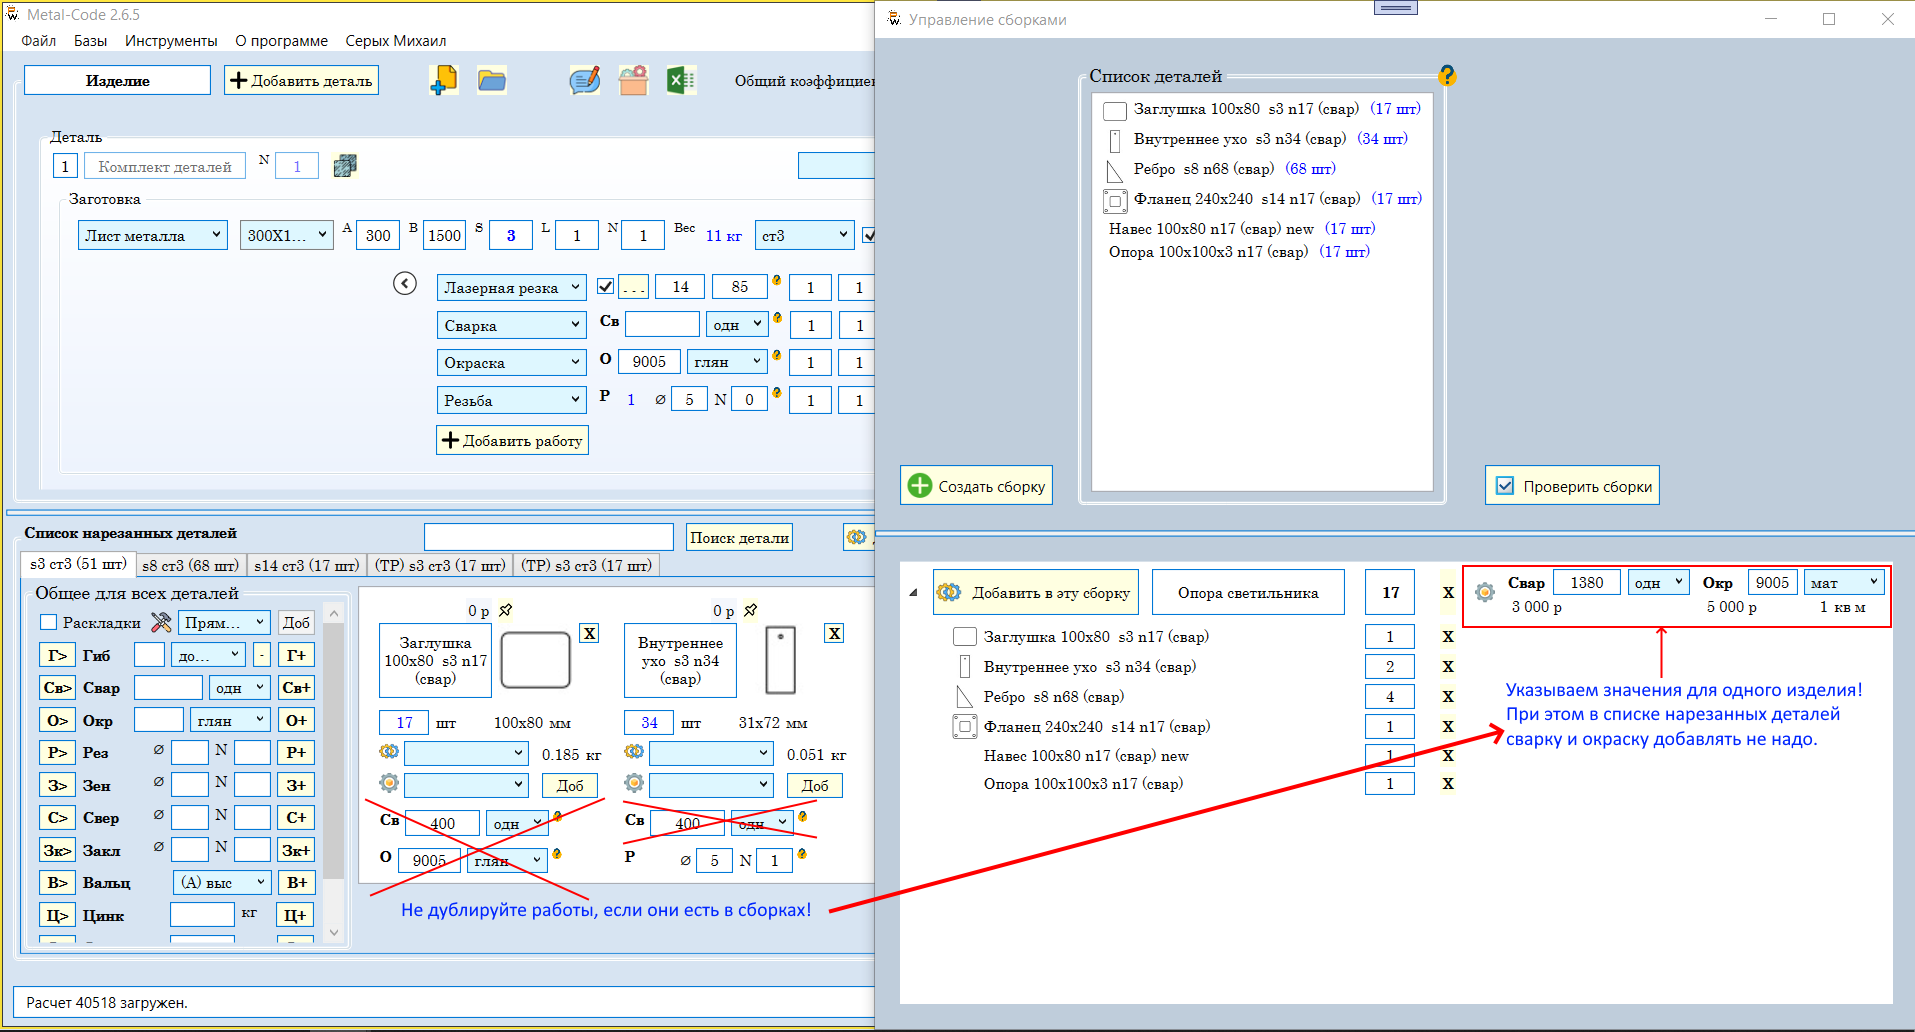 Metal-Code 2.6.5
Файл Базы Инструменты О программе Серых Михаил
Изделие
Добавить деталь
Общий коэффициен
Деталь
1 Комплект деталей N 1
Заготовка
Лист металла 300X1... A 300 B 1500 S 3 L 1 N 1 Вес 11 кг ст3
Лазерная резка ... 14 85 1 1
Сварка Св одн 1 1
Окраска О 9005 глян 1 1
Резьба Р 1 ⌀ 5 N 0 1 1
Добавить работу
Список нарезанных деталей
Поиск детали
s3 ст3 (51 шт) s8 ст3 (68 шт) s14 ст3 (17 шт) (ТР) s3 ст3 (17 шт) (ТР) s3 ст3 (17 шт)
Общее для всех деталей
Раскладки Прям... Доб
Г> Гиб до... - Г+
Св> Свар одн Св+
О> Окр глян О+
Р> Рез ⌀ N Р+
З> Зен ⌀ N З+
С> Свер ⌀ N С+
Зк> Закл ⌀ N Зк+
В> Вальц (А) выс В+
Ц> Цинк кг Ц+
0 р
Заглушка
100x80 s3 n17
(свар)
X
17 шт 100x80 мм
0.185 кг
Доб
Св 400 одн
О 9005 глян
0 р
Внутреннее
ухо s3 n34
(свар)
X
34 шт 31x72 мм
0.051 кг
Доб
Св 400 одн
Р ⌀ 5 N 1
Не дублируйте работы, если они есть в сборках!
Расчет 40518 загружен.
Управление сборками
Список деталей
Заглушка 100x80 s3 n17 (свар) (17 шт)
Внутреннее ухо s3 n34 (свар) (34 шт)
Ребро s8 n68 (свар) (68 шт)
Фланец 240x240 s14 n17 (свар) (17 шт)
Навес 100x80 n17 (свар) new (17 шт)
Опора 100x100x3 n17 (свар) (17 шт)
Создать сборку
Проверить сборки
Добавить в эту сборку Опора светильника 17 X
Свар 1380 одн Окр 9005 мат
3 000 р 5 000 р 1 кв м
Заглушка 100x80 s3 n17 (свар) 1 X
Внутреннее ухо s3 n34 (свар) 2 X
Ребро s8 n68 (свар) 4 X
Фланец 240x240 s14 n17 (свар) 1 X
Навес 100x80 n17 (свар) new 1 X
Опора 100x100x3 n17 (свар) 1 X
Указываем значения для одного изделия!
При этом в списке нарезанных деталей
сварку и окраску добавлять не надо.